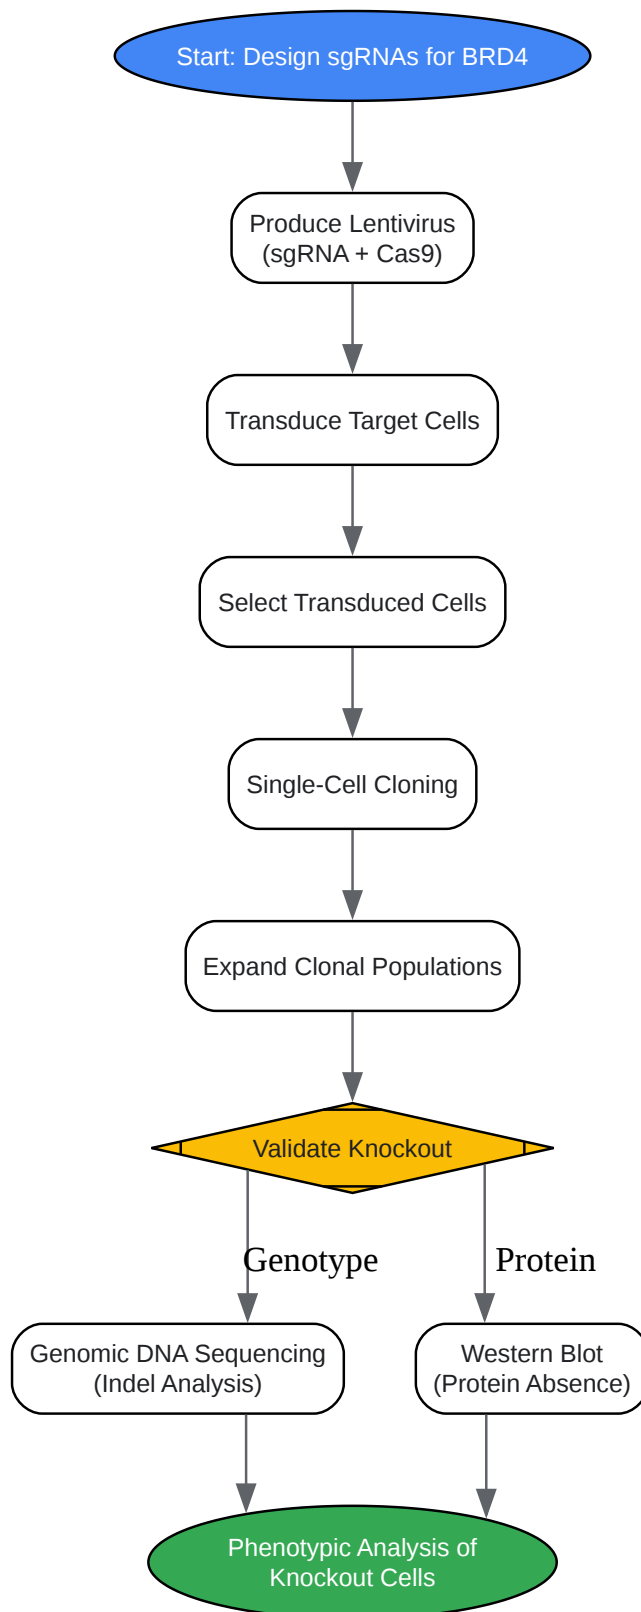 Start: Design sgRNAs for BRD4
Produce Lentivirus
(sgRNA + Cas9)
Transduce Target Cells
Select Transduced Cells
Single-Cell Cloning
Expand Clonal Populations
Validate Knockout
Genotype
Protein
Genomic DNA Sequencing
(Indel Analysis)
Western Blot
(Protein Absence)
Phenotypic Analysis of
Knockout Cells